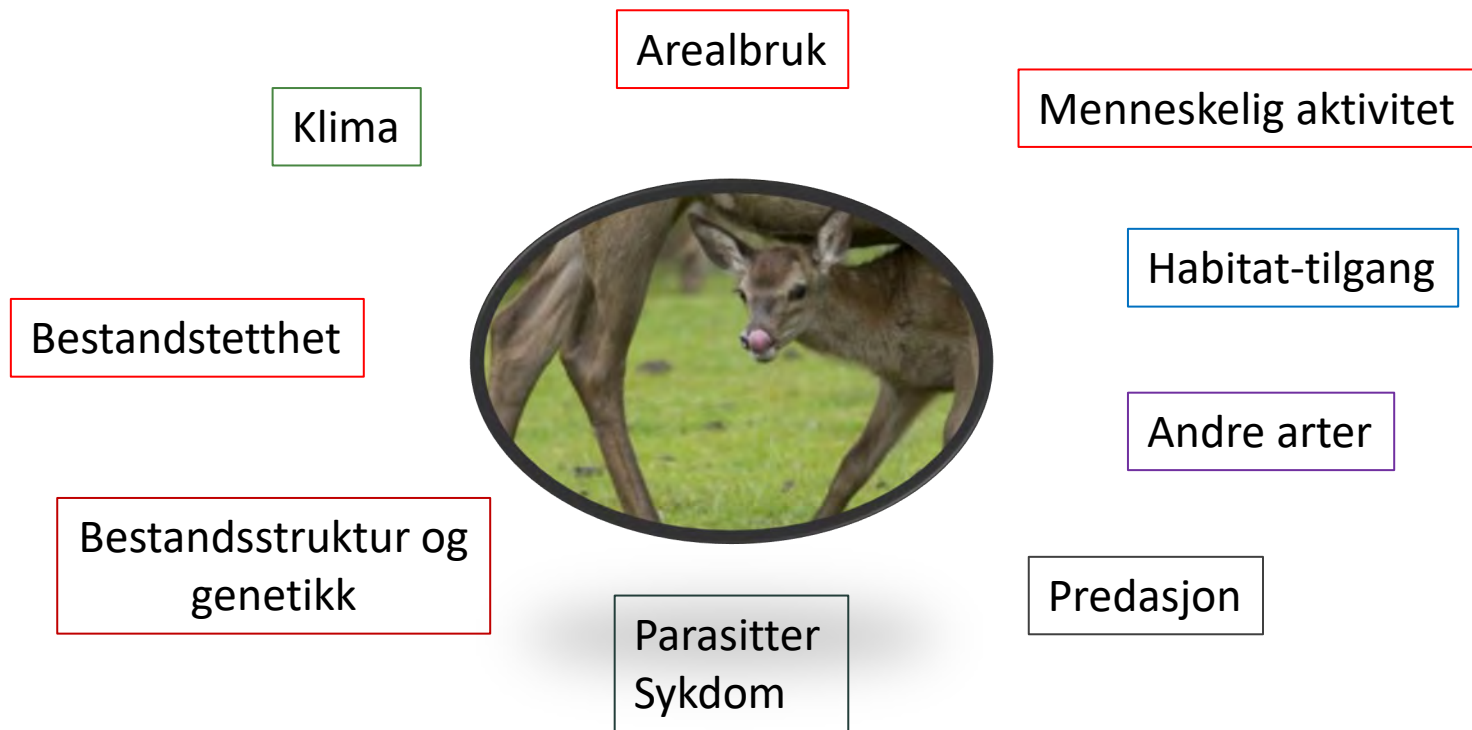 Arealbruk
Klima
Menneskelig aktivitet
Habitat-tilgang
Bestandstetthet
Andre arter
Bestandsstruktur og
genetikk
Predasjon
Parasitter
Sykdom